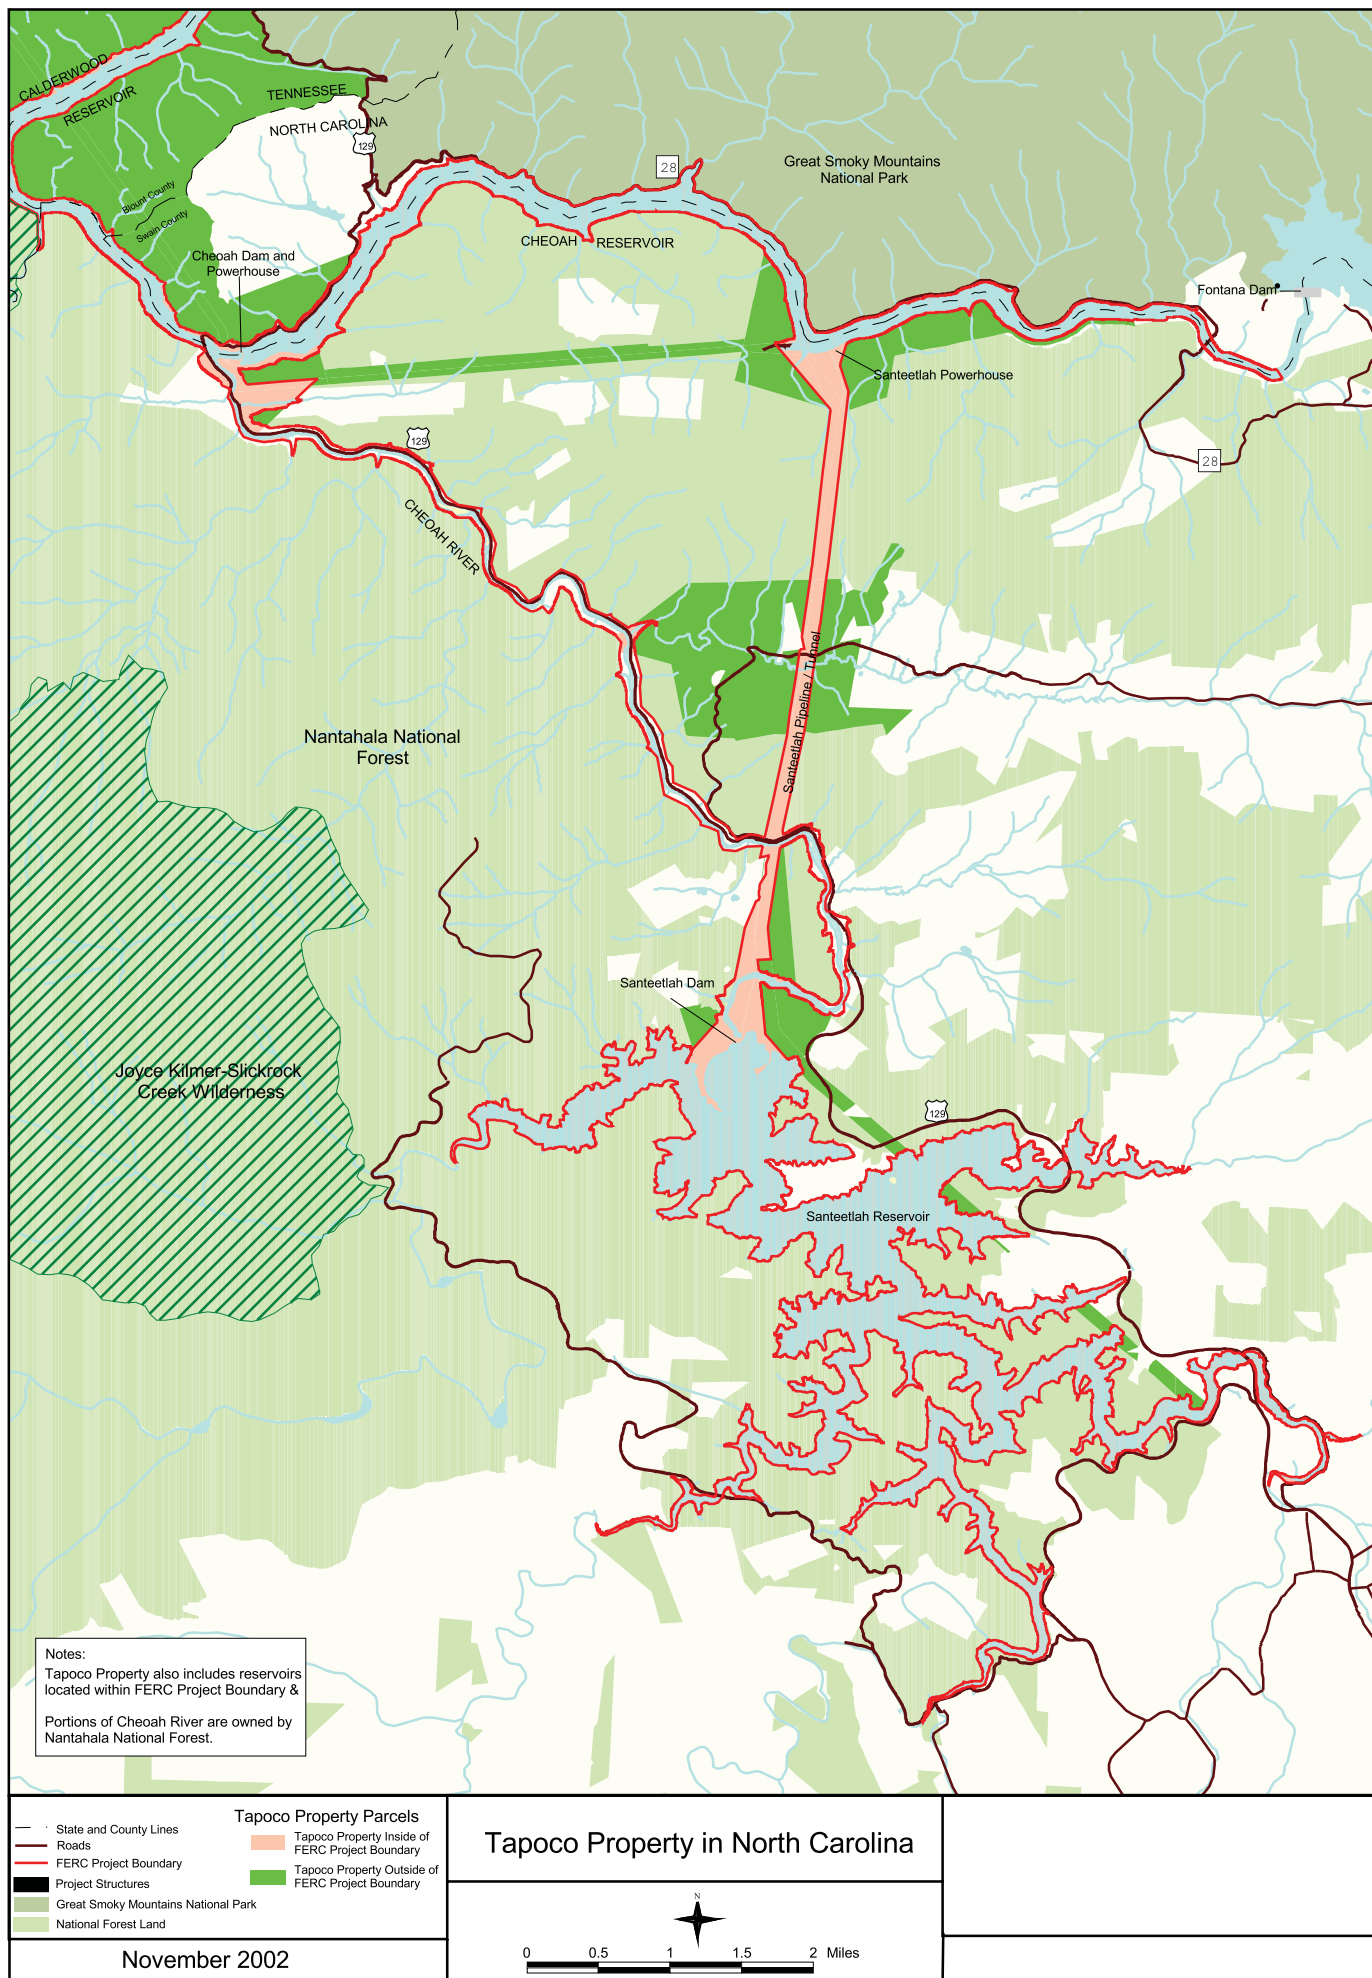 CALDERWOOD
RESERVOIR
TENNESSEE
NORTH CAROLINA
129
28
Great Smoky Mountains
National Park
Blount County
Swain County
CHEOAH RESERVOIR
Cheoah Dam and
Powerhouse
Fontana Dam
Santeetlah Powerhouse
129
28
CHEOAH RIVER
Santeetlah Pipeline / Tunnel
Nantahala National
Forest
Santeetlah Dam
Joyce Kilmer-Slickrock
Creek Wilderness
129
Santeetlah Reservoir
Notes:
Tapoco Property also includes reservoirs
located within FERC Project Boundary &
Portions of Cheoah River are owned by
Nantahala National Forest.
State and County Lines
Roads
FERC Project Boundary
Project Structures
Great Smoky Mountains National Park
National Forest Land
Tapoco Property Parcels
Tapoco Property Inside of
FERC Project Boundary
Tapoco Property Outside of
FERC Project Boundary
November 2002
Tapoco Property in North Carolina
N
0 0.5 1 1.5 2 Miles